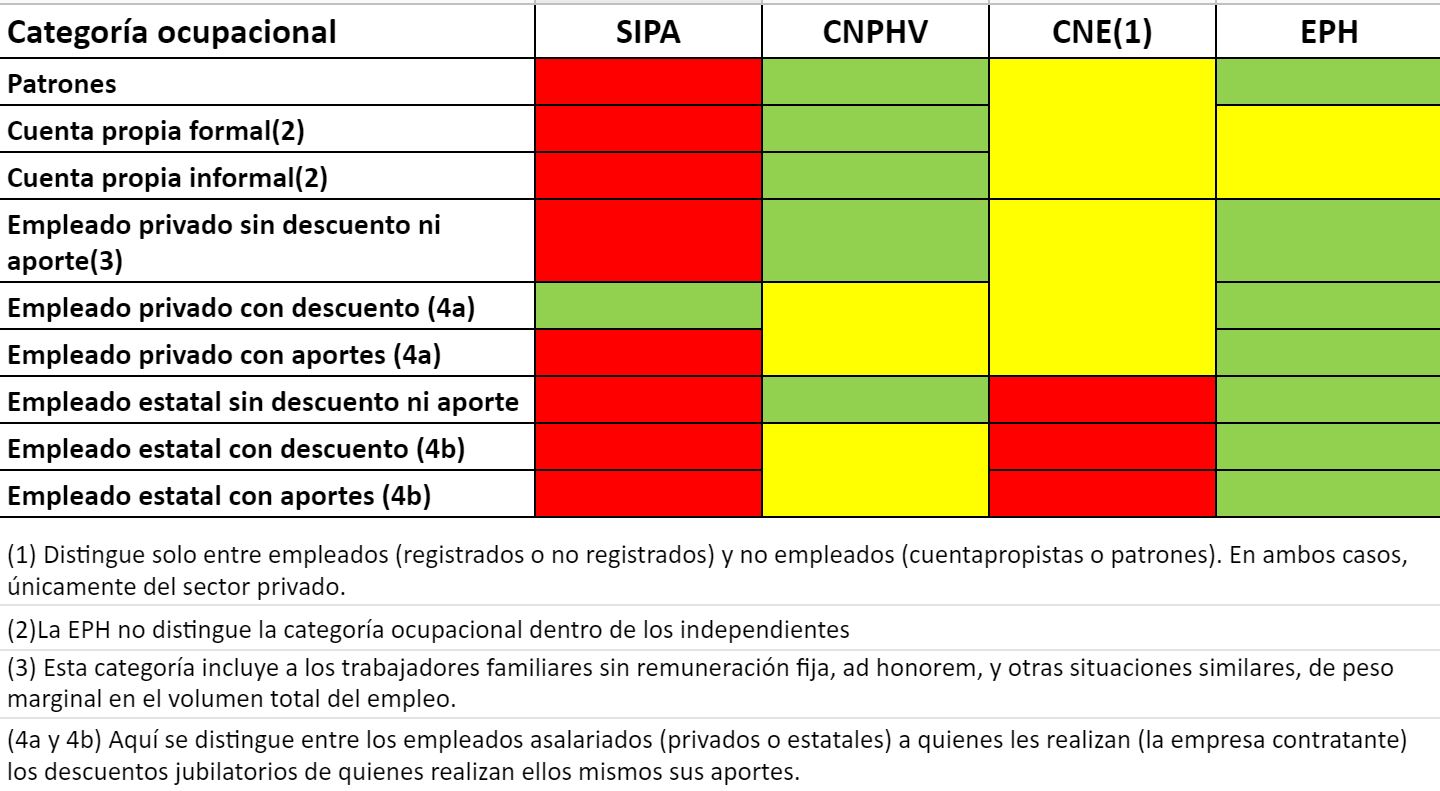 Categoría ocupacional SIPA CNPHV CNE(1) EPH
Patrones
Cuenta propia formal(2)
Cuenta propia informal(2)
Empleado privado sin descuento ni
aporte(3)
Empleado privado con descuento (4a)
Empleado privado con aportes (4a)
Empleado estatal sin descuento ni aporte
Empleado estatal con descuento (4b)
Empleado estatal con aportes (4b)
(1) Distingue solo entre empleados (registrados o no registrados) y no empleados (cuentapropistas o patrones). En ambos casos,
únicamente del sector privado.
(2)La EPH no distingue la categoría ocupacional dentro de los independientes
(3) Esta categoría incluye a los trabajadores familiares sin remuneración fija, ad honorem, y otras situaciones similares, de peso
marginal en el volumen total del empleo.
(4a y 4b) Aquí se distingue entre los empleados asalariados (privados o estatales) a quienes les realizan (la empresa contratante)
los descuentos jubilatorios de quienes realizan ellos mismos sus aportes.